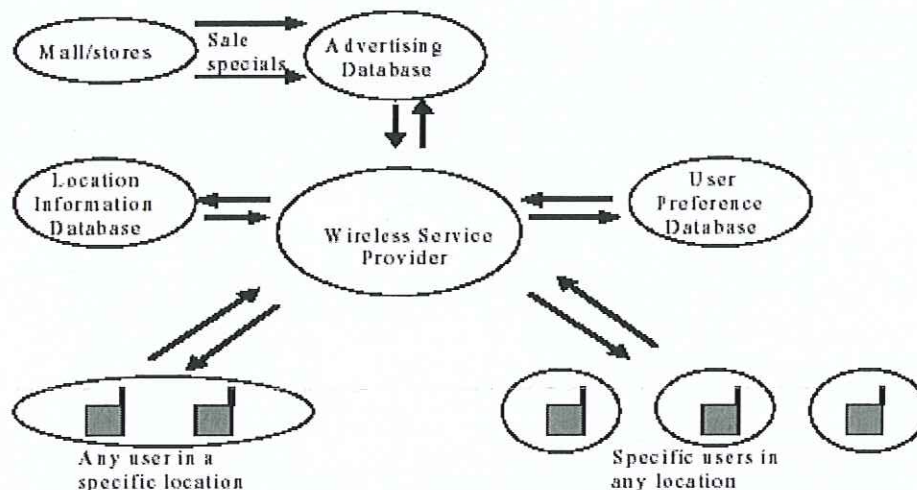 Mall/stores
Sale
specials
Advertising
Database
Location
Information
Database
Wireless Service
Provider
User
Preference
Database
Any user in a
specific location
Specific users in
any location